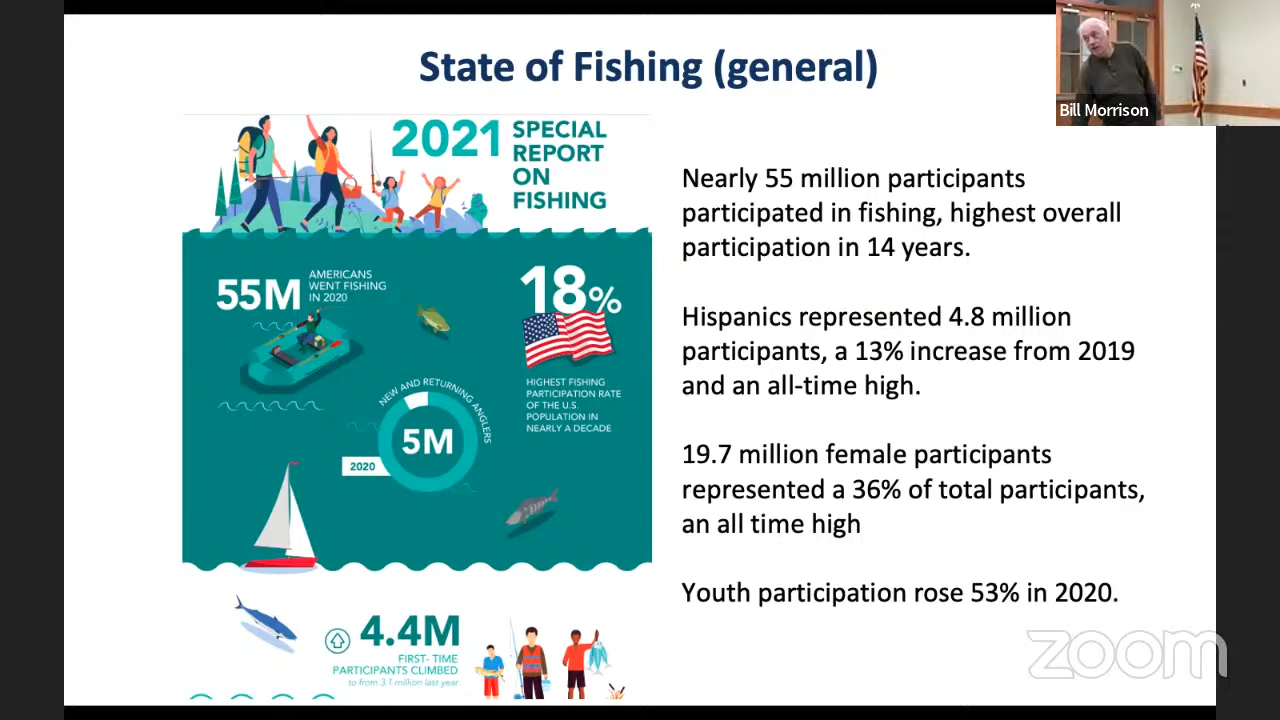 State of Fishing (general)
Bill Morrison
2021 SPECIAL
REPORT
ON
FISHING
55M AMERICANS
WENT FISHING
IN 2020
18%
HIGHEST FISHING
PARTICIPATION RATE
OF THE U.S.
POPULATION IN
NEARLY A DECADE
NEW AND RETURNING ANGLERS
5M
2020
4.4M
FIRST- TIME
PARTICIPANTS CLIMBED
to from 3.1 million last year
Nearly 55 million participants
participated in fishing, highest overall
participation in 14 years.
Hispanics represented 4.8 million
participants, a 13% increase from 2019
and an all-time high.
19.7 million female participants
represented a 36% of total participants,
an all time high
Youth participation rose 53% in 2020.
zoom